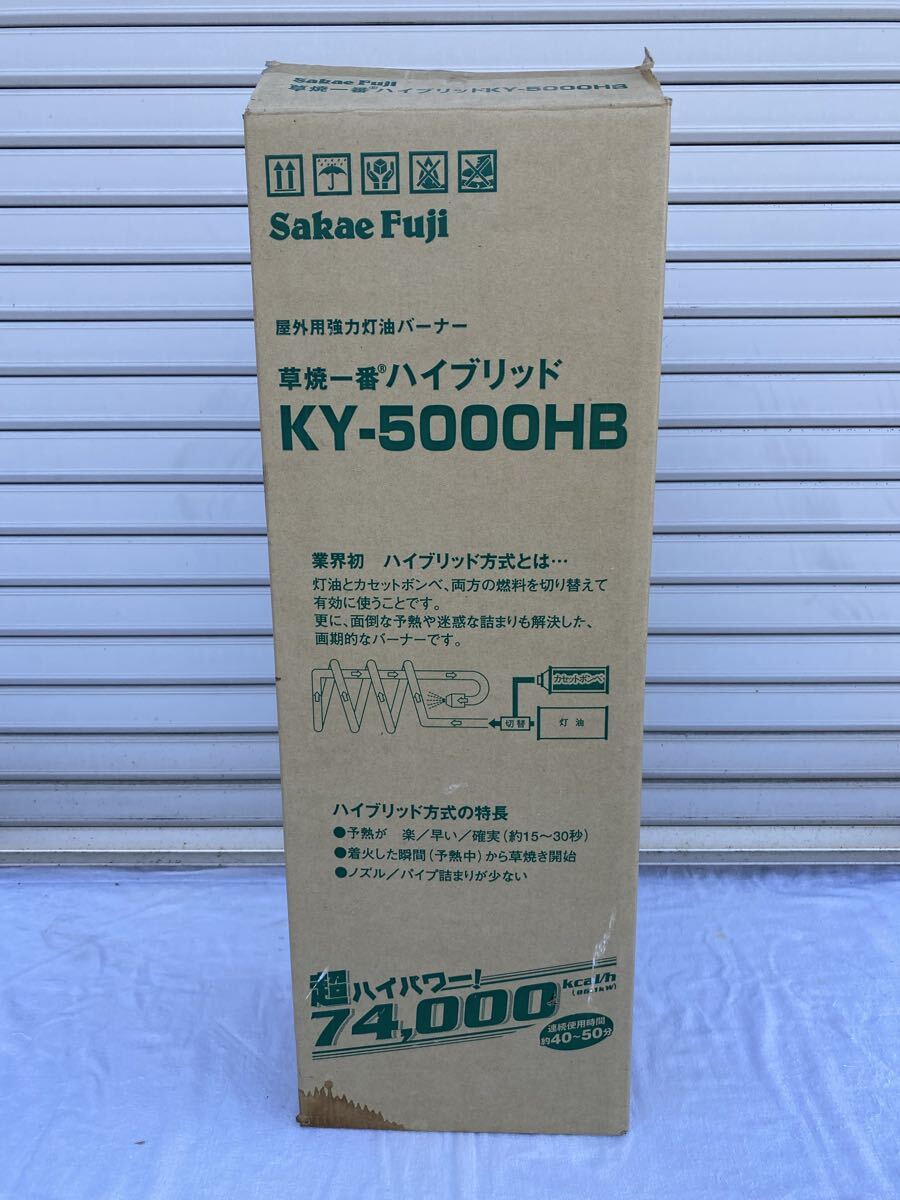 Sakae Fuji
草焼一番®ハイブリッドKY-5000HB
Sakae Fuji
屋外用強力灯油バーナー
草焼一番®ハイブリッド
KY-5000HB
業界初 ハイブリッド方式とは…
灯油とカセットボンベ、両方の燃料を切り替えて
有効に使うことです。
更に、面倒な予熱や迷惑な詰まりも解決した、
画期的なバーナーです。
カセットボンベ
切替
灯油
ハイブリッド方式の特長
●予熱が 楽/早い/確実(約15~30秒)
●着火した瞬間(予熱中)から草焼き開始
●ノズル/パイプ詰まりが少ない
超ハイパワー!
74,000 kcal/h
連続使用時間
約40~50分